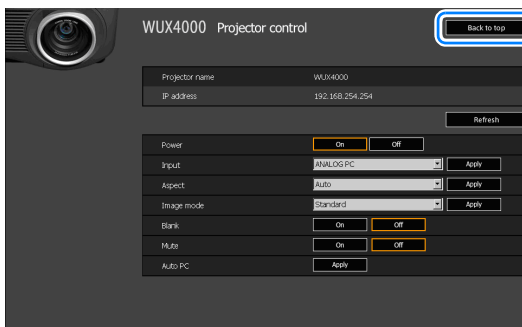 WUX4000 Projector control
Back to top
Projector name WUX4000
IP address 192.168.254.254
Refresh
Power On Off
Input ANALOG PC Apply
Aspect Auto Apply
Image mode Standard Apply
Blank On Off
Mute On Off
Auto PC Apply